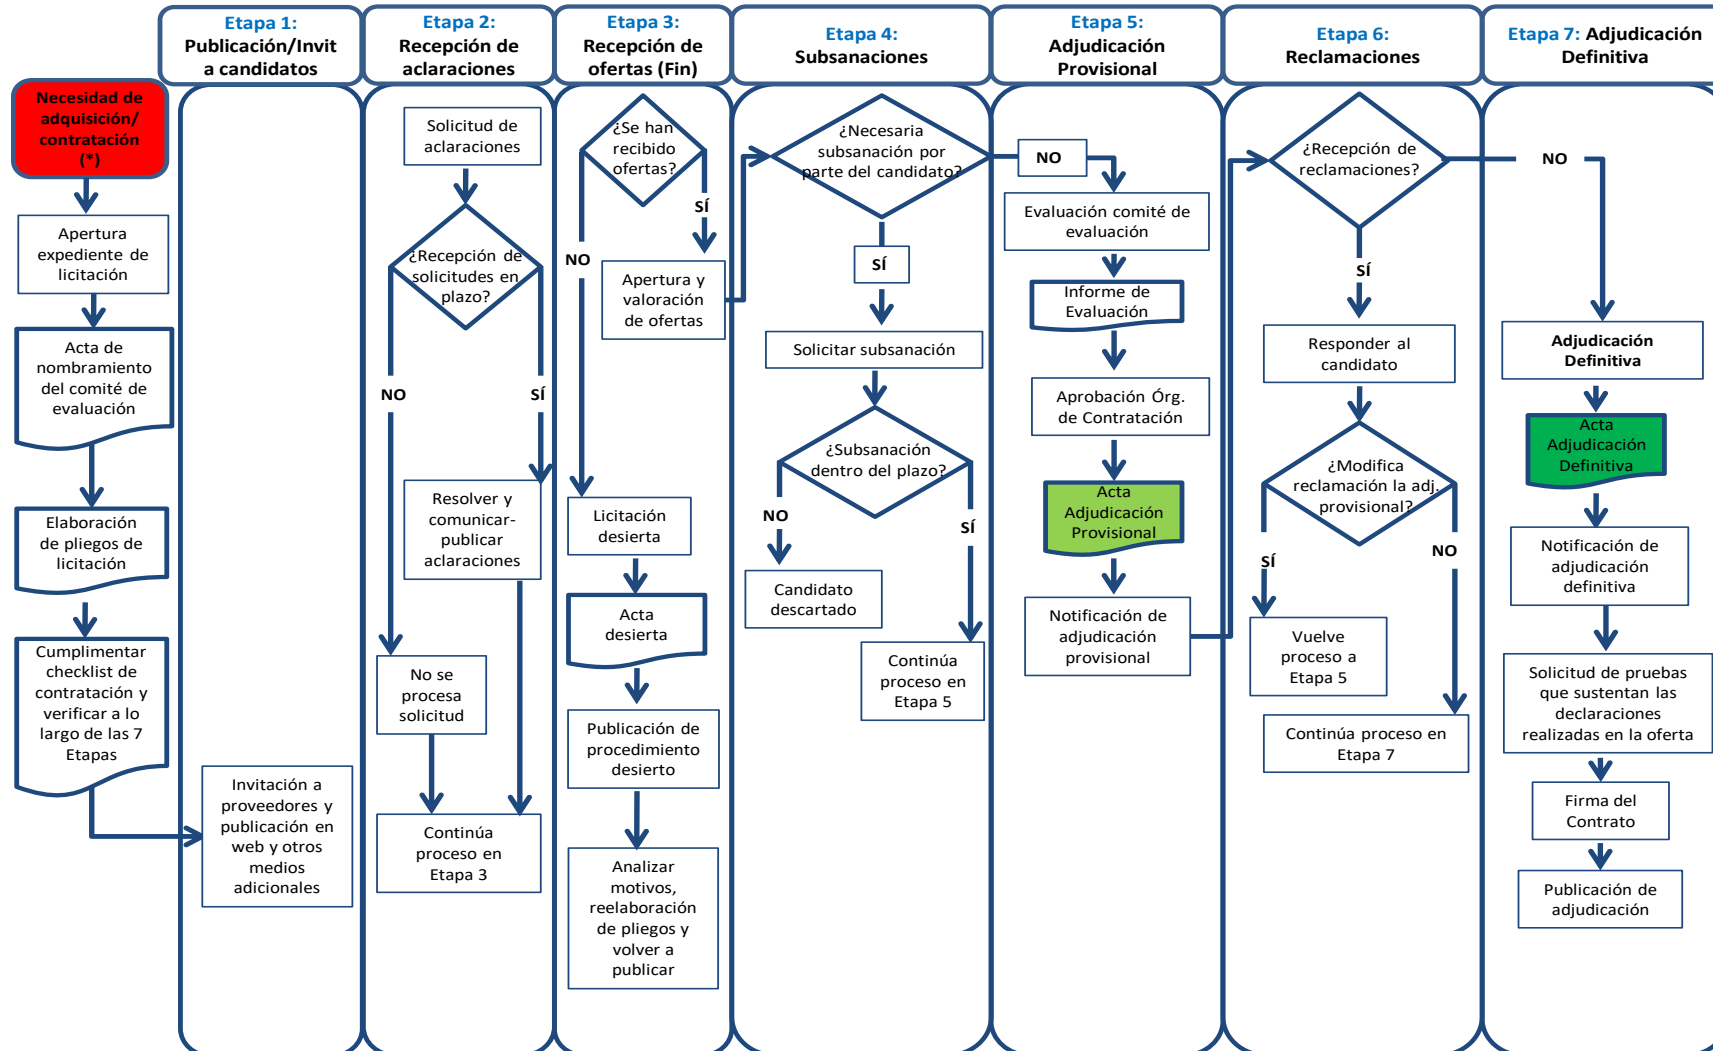 Etapa 1:
Publicación/Invit
a candidatos
Etapa 2:
Recepción de
aclaraciones
Etapa 3:
Recepción de
ofertas (Fin)
Etapa 4:
Subsanaciones
Etapa 5:
Adjudicación
Provisional
Etapa 6:
Reclamaciones
Etapa 7: Adjudicación
Definitiva
Necesidad de
adquisición/
contratación
(*)
Apertura
expediente de
licitación
Acta de
nombramiento
del comité de
evaluación
Elaboración
de pliegos de
licitación
Cumplimentar
checklist de
contratación y
verificar a lo
largo de las 7
Etapas
Invitación a
proveedores y
publicación en
web y otros
medios
adicionales
Solicitud de
aclaraciones
¿Recepción de
solicitudes en
plazo?
NO
SÍ
Resolver y
comunicar-
publicar
aclaraciones
No se
procesa
solicitud
Continúa
proceso en
Etapa 3
¿Se han
recibido
ofertas?
SÍ
NO
Apertura y
valoración
de ofertas
Licitación
desierta
Acta
desierta
Publicación de
procedimiento
desierto
Analizar
motivos,
reelaboración
de pliegos y
volver a
publicar
¿Necesaria
subsanación por
parte del candidato?
NO
SÍ
Solicitar subsanación
¿Subsanación
dentro del plazo?
NO
SÍ
Candidato
descartado
Continúa
proceso en
Etapa 5
Evaluación comité de
evaluación
Informe de
Evaluación
Aprobación Órg.
de Contratación
Acta
Adjudicación
Provisional
Notificación de
adjudicación
provisional
¿Recepción de
reclamaciones?
NO
SÍ
Responder al
candidato
¿Modifica
reclamación la adj.
provisional?
SÍ
NO
Vuelve
proceso a
Etapa 5
Continúa proceso en
Etapa 7
Adjudicación
Definitiva
Acta
Adjudicación
Definitiva
Notificación de
adjudicación
definitiva
Solicitud de pruebas
que sustentan las
declaraciones
realizadas en la oferta
Firma del
Contrato
Publicación de
adjudicación